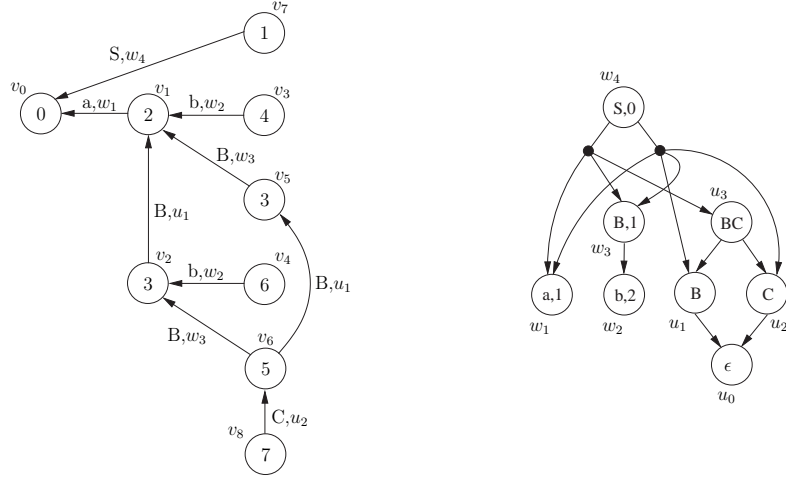 v₇
1
S,w₄
v₀
0
a,w₁
v₁
2
b,w₂
v₃
4
B,w₃
v₅
3
B,u₁
v₂
3
b,w₂
v₄
6
B,u₁
B,w₃
v₆
5
C,u₂
v₈
7
w₄
S,0
u₃
B,1
BC
w₃
a,1
b,2
B
C
w₁
w₂
u₁
u₂
ϵ
u₀